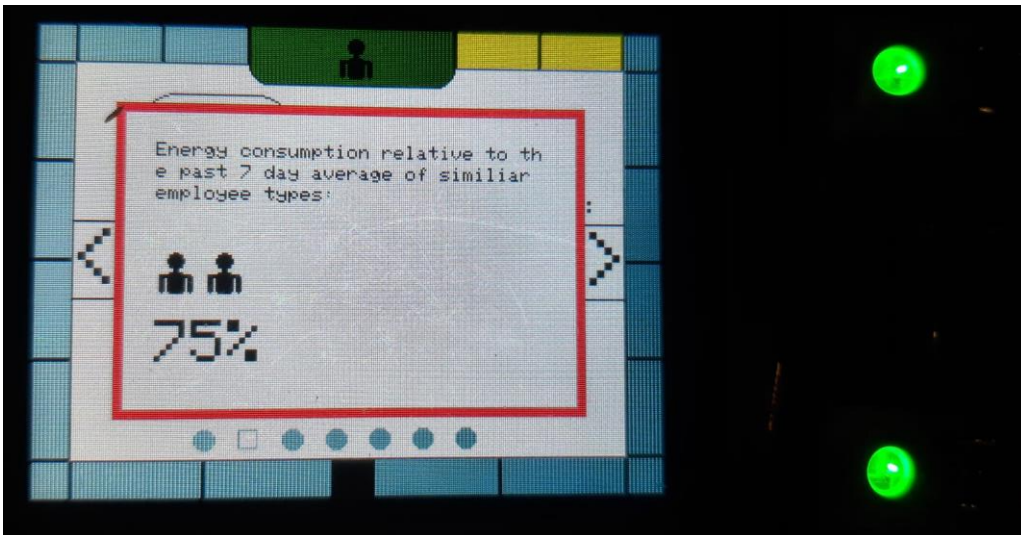 Energy consumption relative to th
e past 7 day average of similiar
employee types:
75%